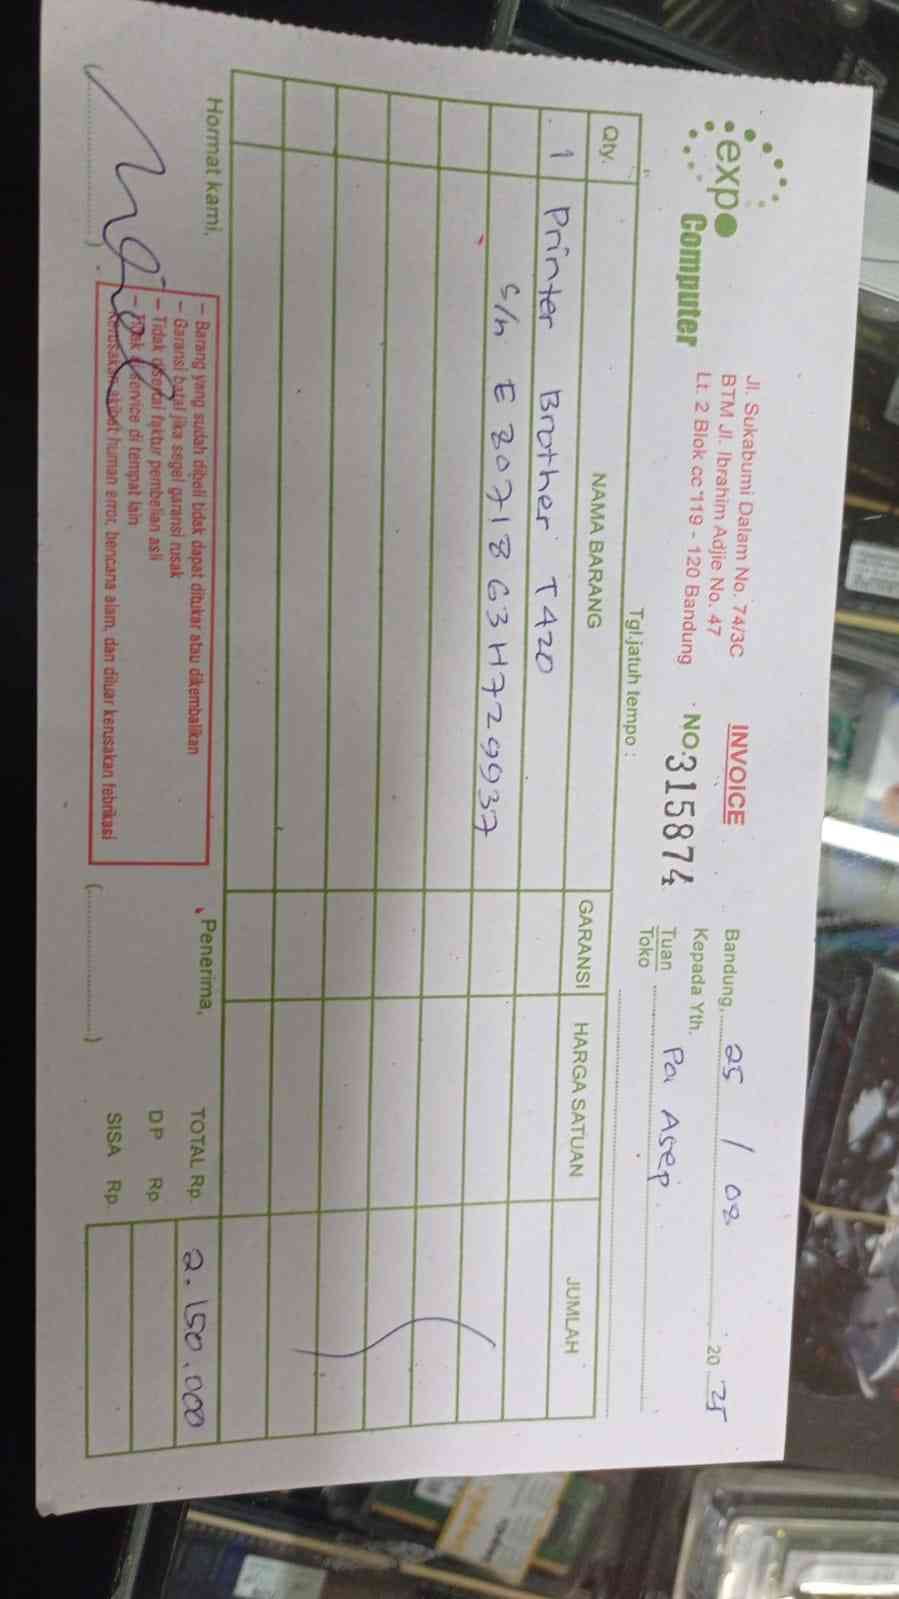 expo
Computer
Jl. Sukabumi Dalam No. 74/3C
BTM Jl. Ibrahim Adjie No. 47
Lt. 2 Blok cc 119 - 120 Bandung
INVOICE
NO. 315874
Bandung, 25 / 08 20 25
Kepada Yth.
Tuan
Toko
Pa Asep
Tgl.jatuh tempo :
Qty. NAMA BARANG GARANSI HARGA SATUAN JUMLAH
1 Printer Brother T420
S/n E80718G3H729937
Hormat kami,
(....................)
- Barang yang sudah dibeli tidak dapat ditukar atau dikembalikan
- Garansi batal jika segel garansi rusak
- Tidak disertai faktur pembelian asli
- Tidak di service di tempat lain
- Kerusakan akibat human error, bencana alam, dan diluar kerusakan fabrikasi
Penerima,
(....................)
TOTAL Rp. 2.150.000
DP Rp.
SISA Rp.